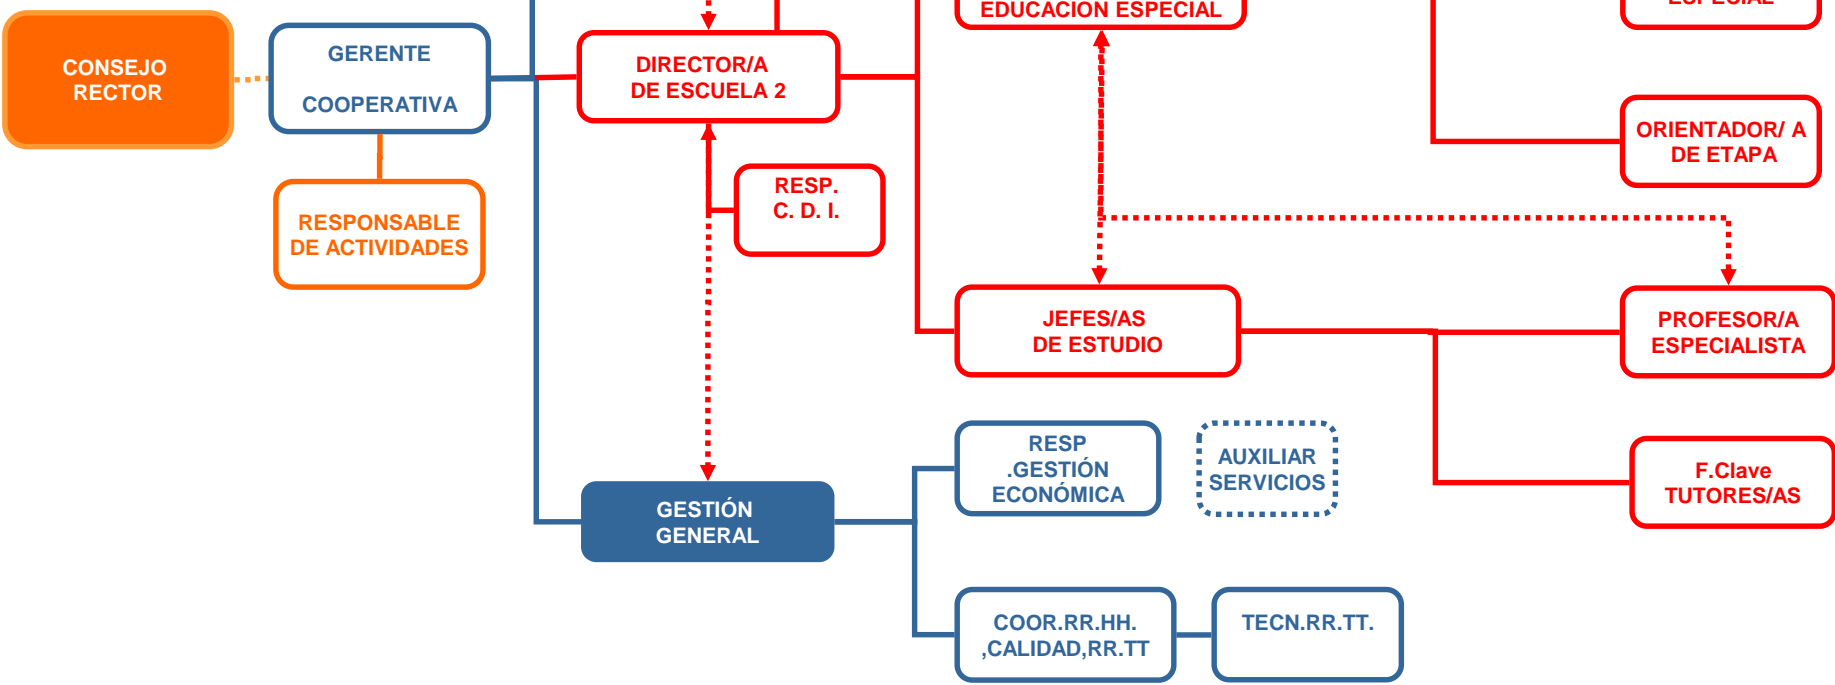 EDUCACION ESPECIAL
ESPECIAL
CONSEJO
RECTOR
GERENTE
COOPERATIVA
DIRECTOR/A
DE ESCUELA 2
ORIENTADOR/ A
DE ETAPA
RESP.
C. D. I.
RESPONSABLE
DE ACTIVIDADES
JEFES/AS
DE ESTUDIO
PROFESOR/A
ESPECIALISTA
RESP
.GESTIÓN
ECONÓMICA
AUXILIAR
SERVICIOS
F.Clave
TUTORES/AS
GESTIÓN
GENERAL
COOR.RR.HH.
,CALIDAD,RR.TT
TECN.RR.TT.